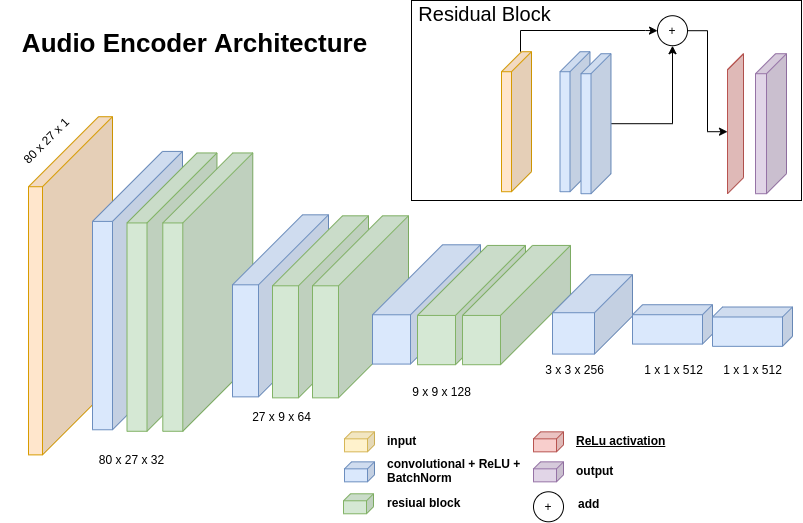 Residual Block
Audio Encoder Architecture
+
80 x 27 x 1
3 x 3 x 256
1 x 1 x 512
1 x 1 x 512
9 x 9 x 128
27 x 9 x 64
80 x 27 x 32
input
convolutional + ReLU +
BatchNorm
resiual block
ReLu activation
output
+
add